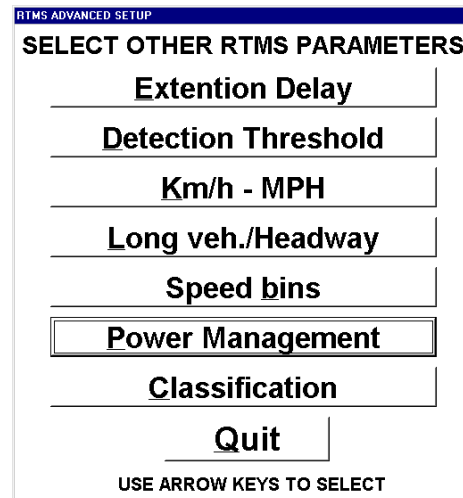 RTMS ADVANCED SETUP
SELECT OTHER RTMS PARAMETERS
Extention Delay
Detection Threshold
Km/h - MPH
Long veh./Headway
Speed bins
Power Management
Classification
Quit
USE ARROW KEYS TO SELECT